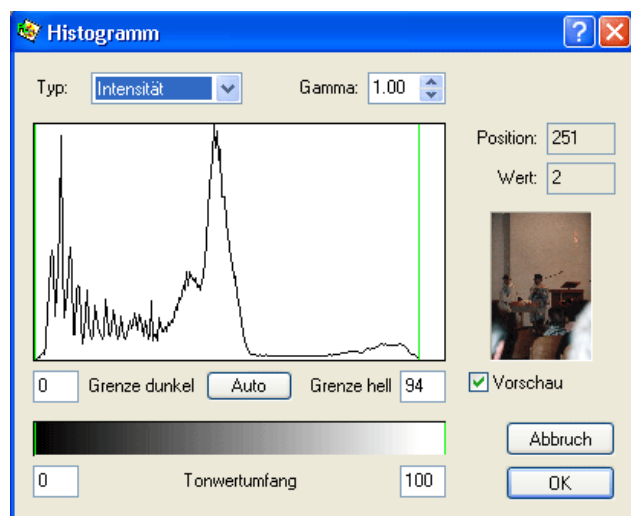 Histogramm
Typ: Intensität Gamma: 1.00
Position: 251
Wert: 2
0 Grenze dunkel Auto Grenze hell 94
Vorschau
Abbruch
0 Tonwertumfang 100
OK